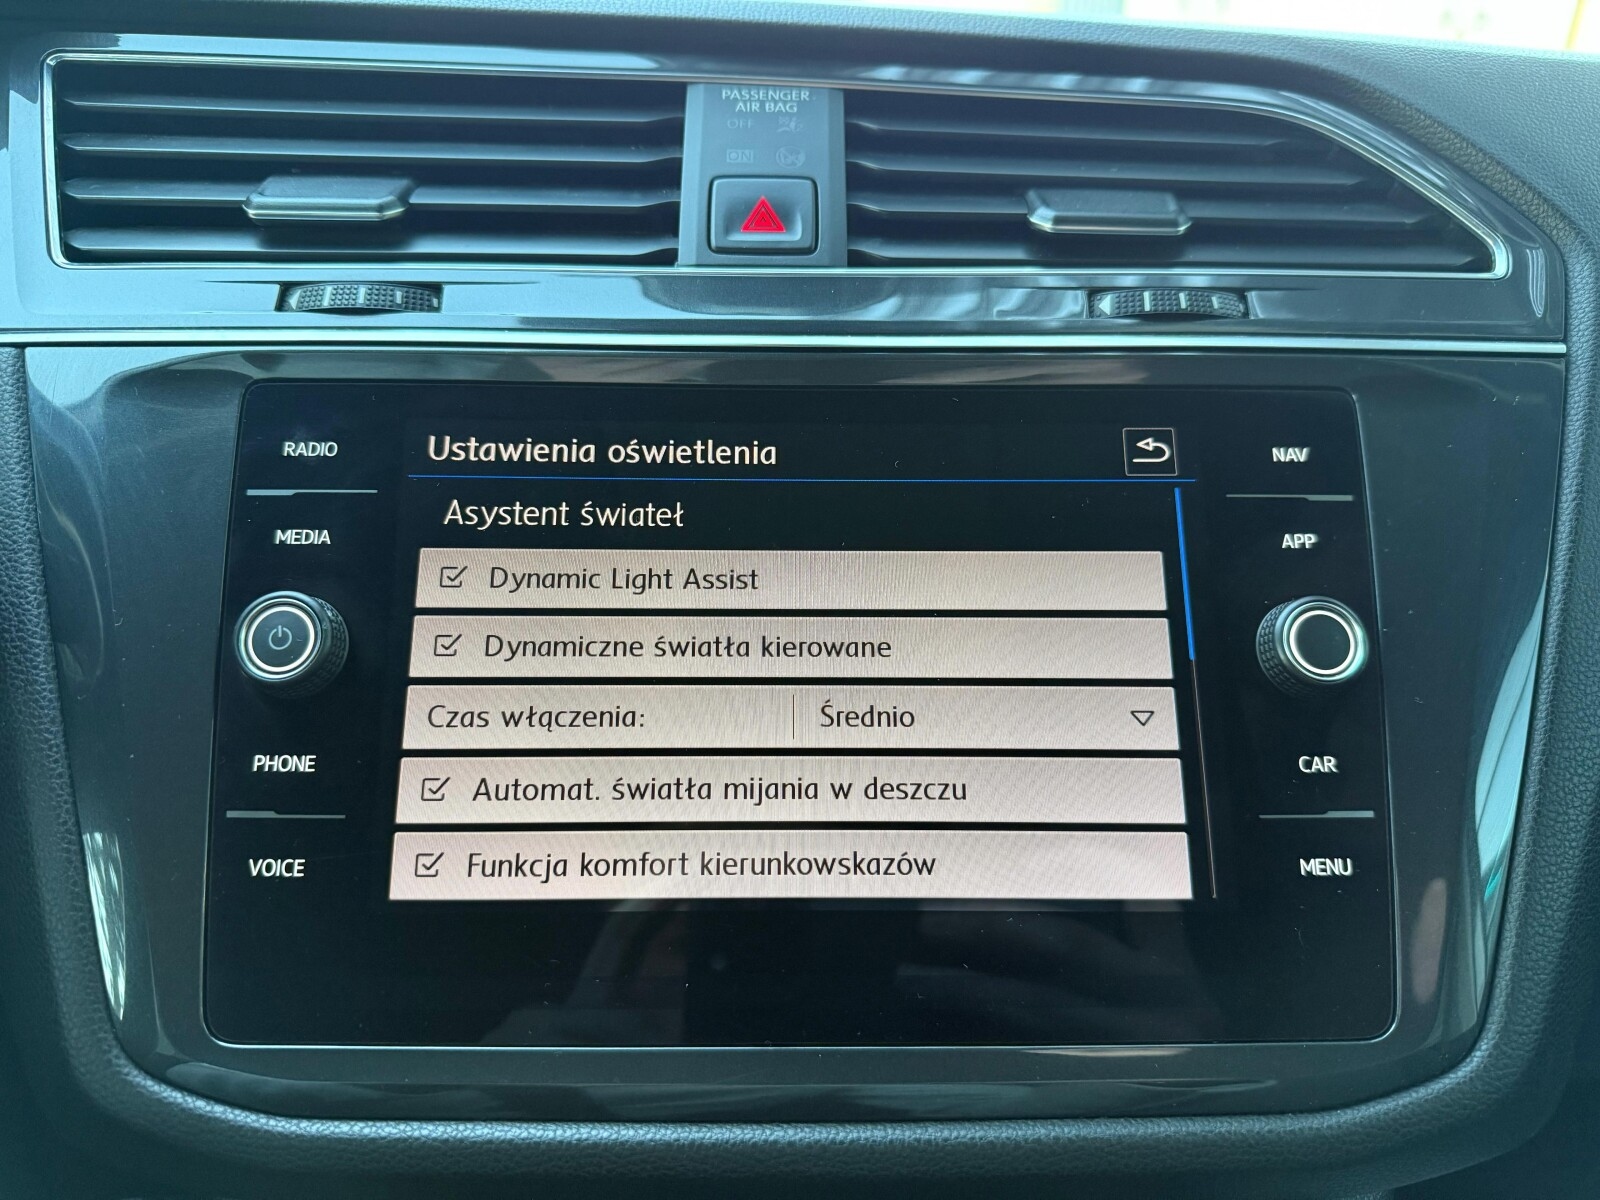 PASSENGER
AIR BAG
OFF
ON
RADIO
MEDIA
PHONE
VOICE
Ustawienia oświetlenia
Asystent świateł
Dynamic Light Assist
Dynamiczne światła kierowane
Czas włączenia: Średnio
Automat. światła mijania w deszczu
Funkcja komfort kierunkowskazów
NAV
APP
CAR
MENU